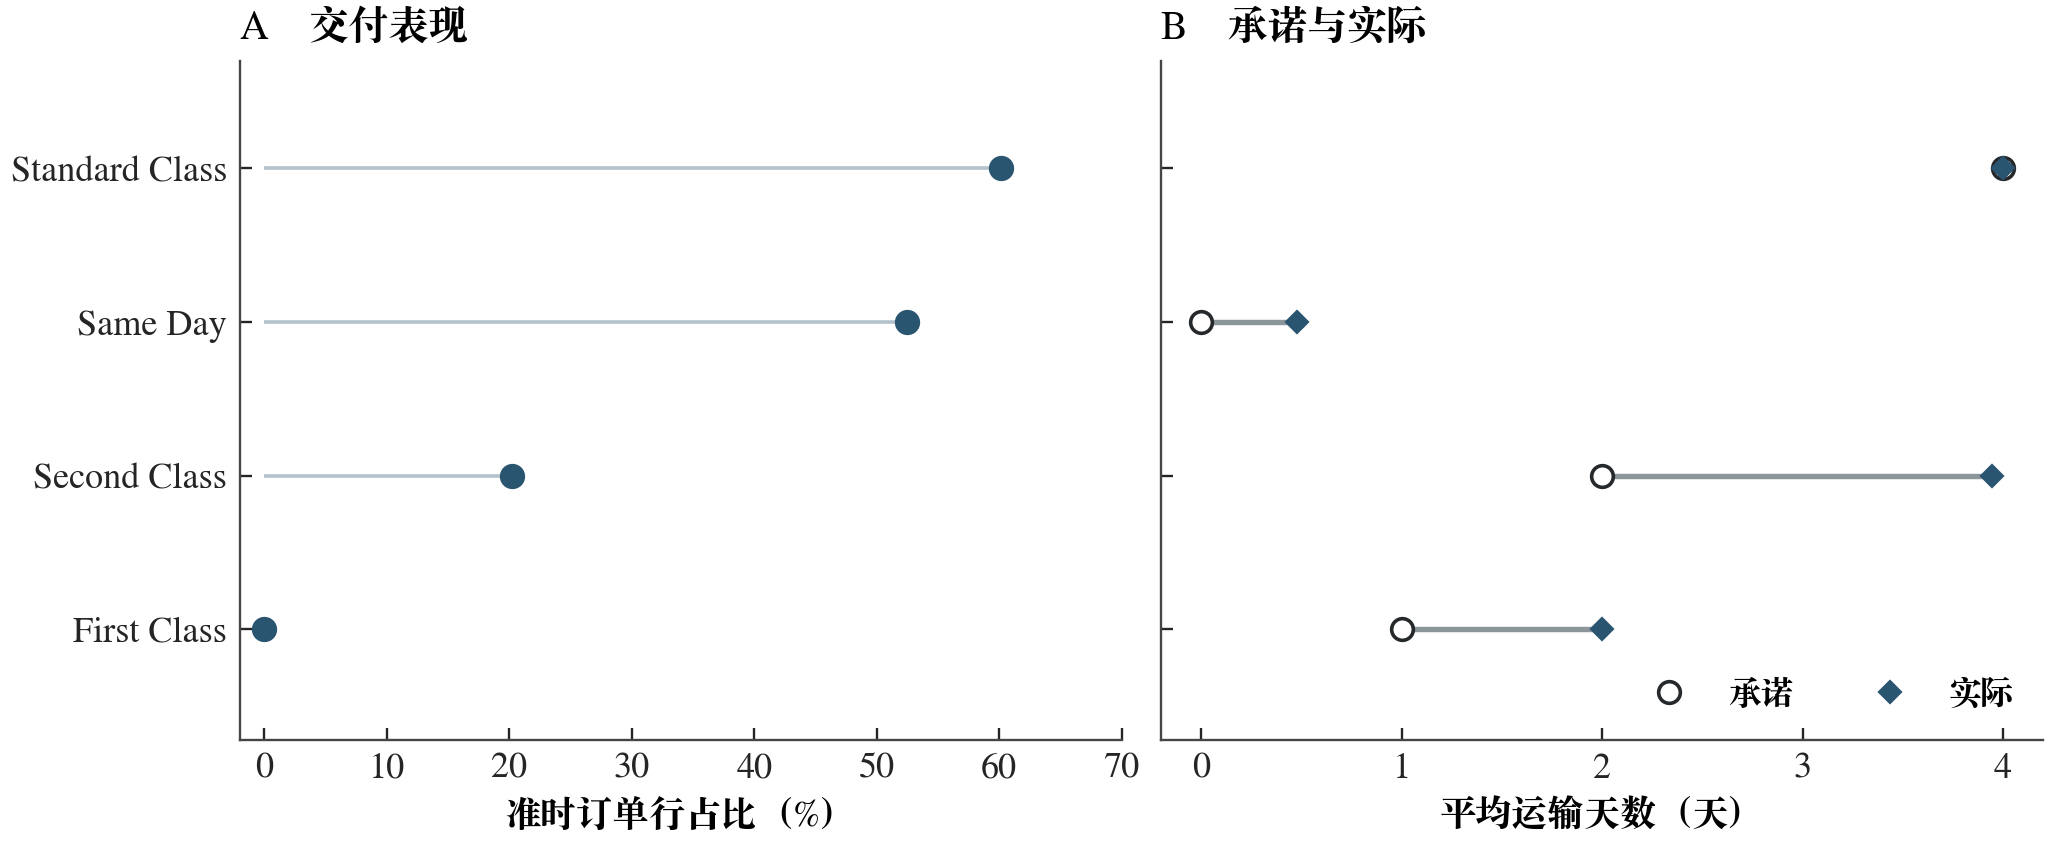 A 交付表现
Standard Class
Same Day
Second Class
First Class
0 10 20 30 40 50 60 70
准时订单行占比 (%)
B 承诺与实际
承诺 实际
0 1 2 3 4
平均运输天数 (天)